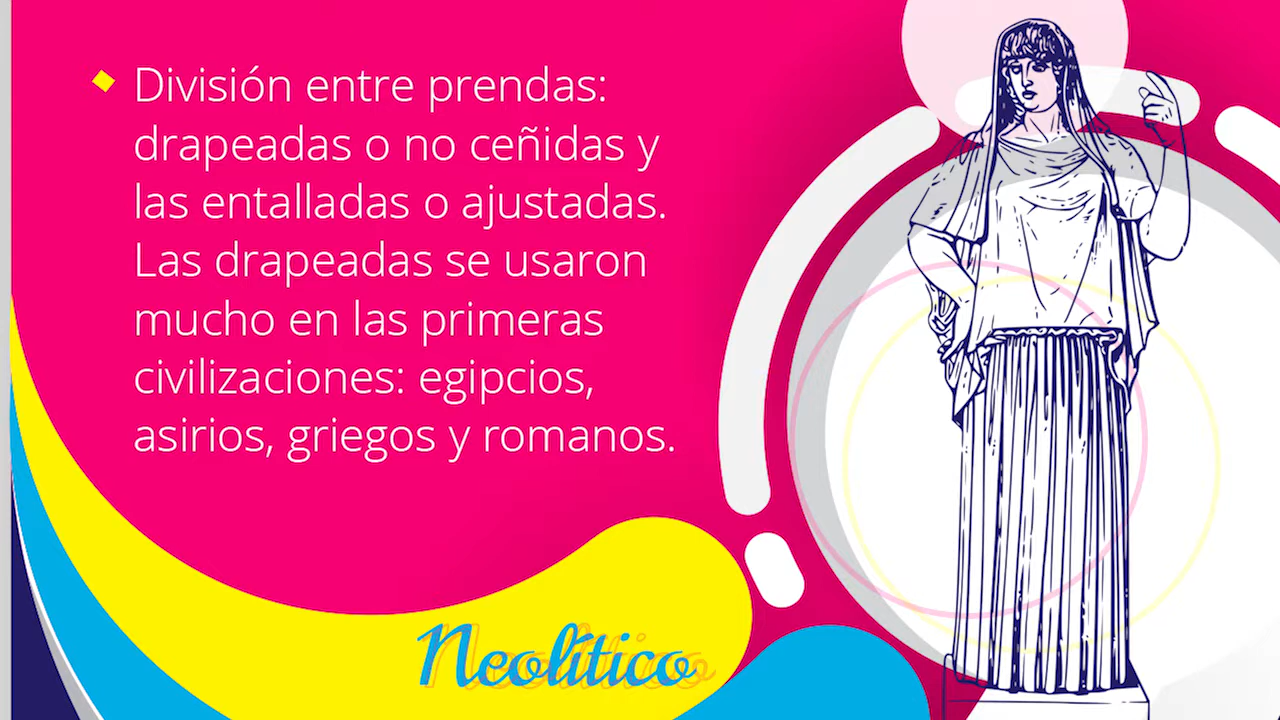 División entre prendas:
drapeadas o no ceñidas y
las entalladas o ajustadas.
Las drapeadas se usaron
mucho en las primeras
civilizaciones: egipcios,
asirios, griegos y romanos.
Neolítico